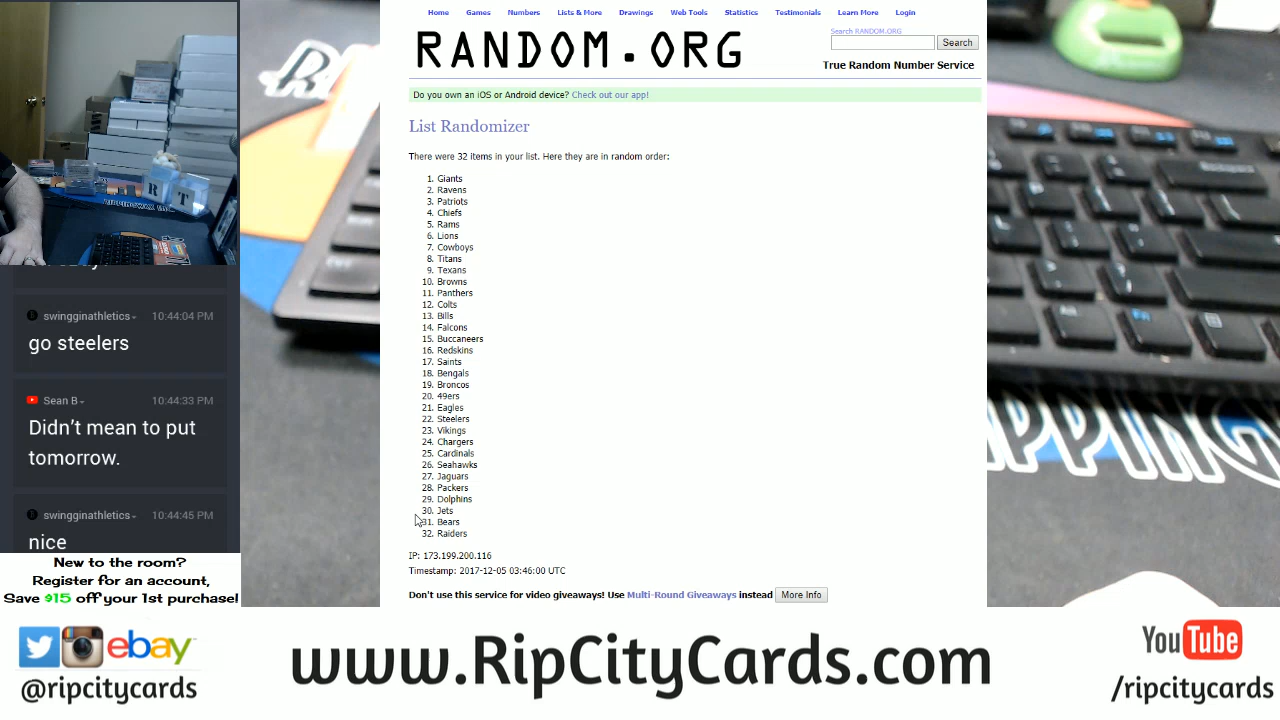 Home Games Numbers Lists & More Drawings Web Tools Statistics Testimonials Learn More Login
RANDOM.ORG
Search RANDOM.ORG
Search
True Random Number Service
Do you own an iOS or Android device? Check out our app!
List Randomizer
There were 32 items in your list. Here they are in random order:
1. Giants
2. Ravens
3. Patriots
4. Chiefs
5. Rams
6. Lions
7. Cowboys
8. Titans
9. Texans
10. Browns
11. Panthers
12. Colts
13. Bills
14. Falcons
15. Buccaneers
16. Redskins
17. Saints
18. Bengals
19. Broncos
20. 49ers
21. Eagles
22. Steelers
23. Vikings
24. Chargers
25. Cardinals
26. Seahawks
27. Jaguars
28. Packers
29. Dolphins
30. Jets
31. Bears
32. Raiders
IP: 173.199.200.116
Timestamp: 2017-12-05 03:46:00 UTC
Don't use this service for video giveaways! Use Multi-Round Giveaways instead More Info
R T
swingginathletics 10:44:04 PM
go steelers
Sean B 10:44:33 PM
Didn't mean to put
tomorrow.
swingginathletics 10:44:45 PM
nice
New to the room?
Register for an account,
Save $15 off your 1st purchase!
ebay
@ripcitycards
www.RipCityCards.com
YouTube
/ripcitycards